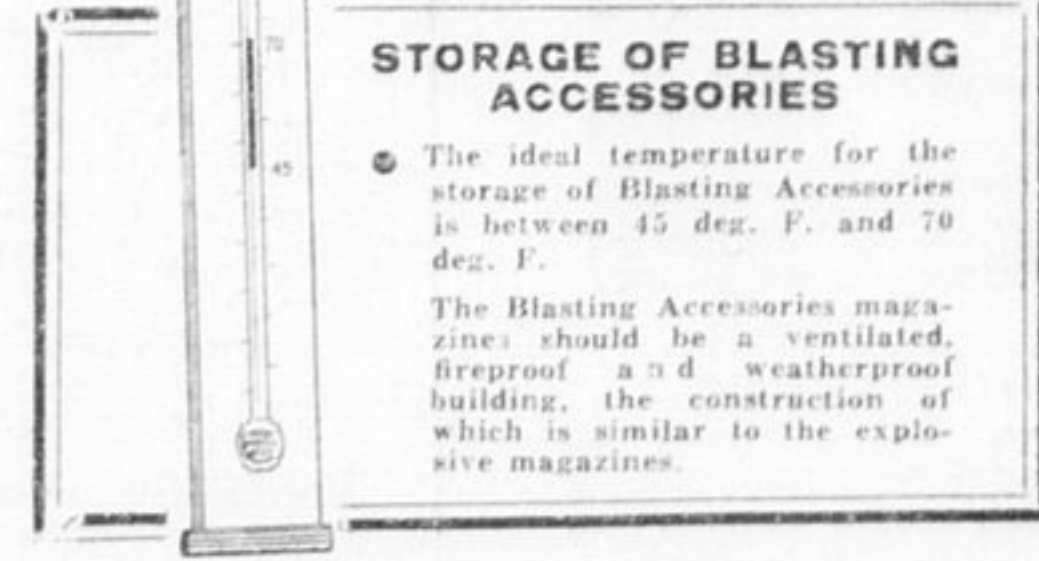 70
45
STORAGE OF BLASTING
ACCESSORIES
The ideal temperature for the
storage of Blasting Accessories
is between 45 deg. F. and 70
deg. F.
The Blasting Accessories maga-
zines should be a ventilated,
fireproof and weatherproof
building, the construction of
which is similar to the explo-
sive magazines.